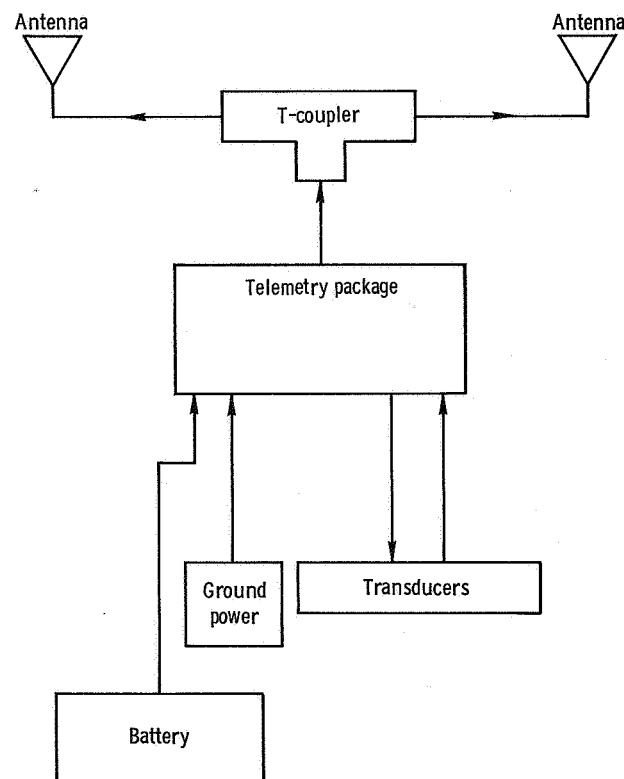 Antenna
Antenna
T-coupler
Telemetry package
Ground
power
Transducers
Battery